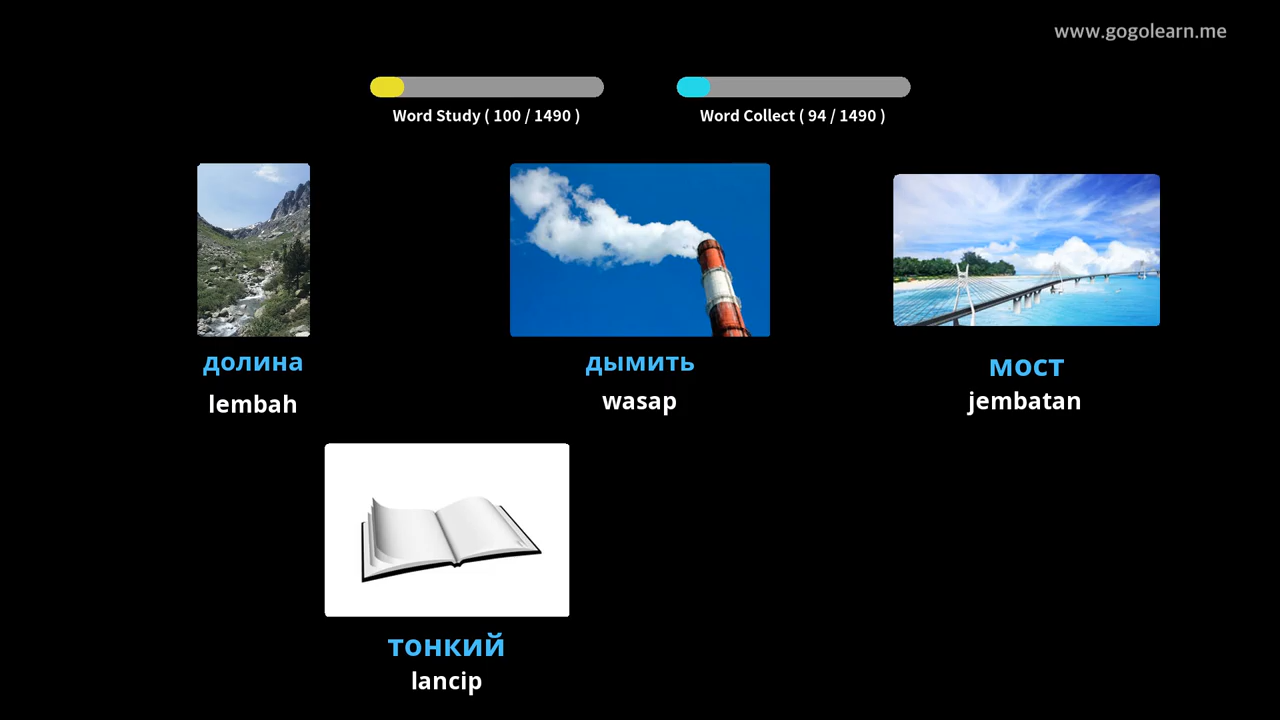 www.gogolearn.me
Word Study ( 100 / 1490 )
Word Collect ( 94 / 1490 )
долина
lembah
дымить
wasap
мост
jembatan
тонкий
lancip